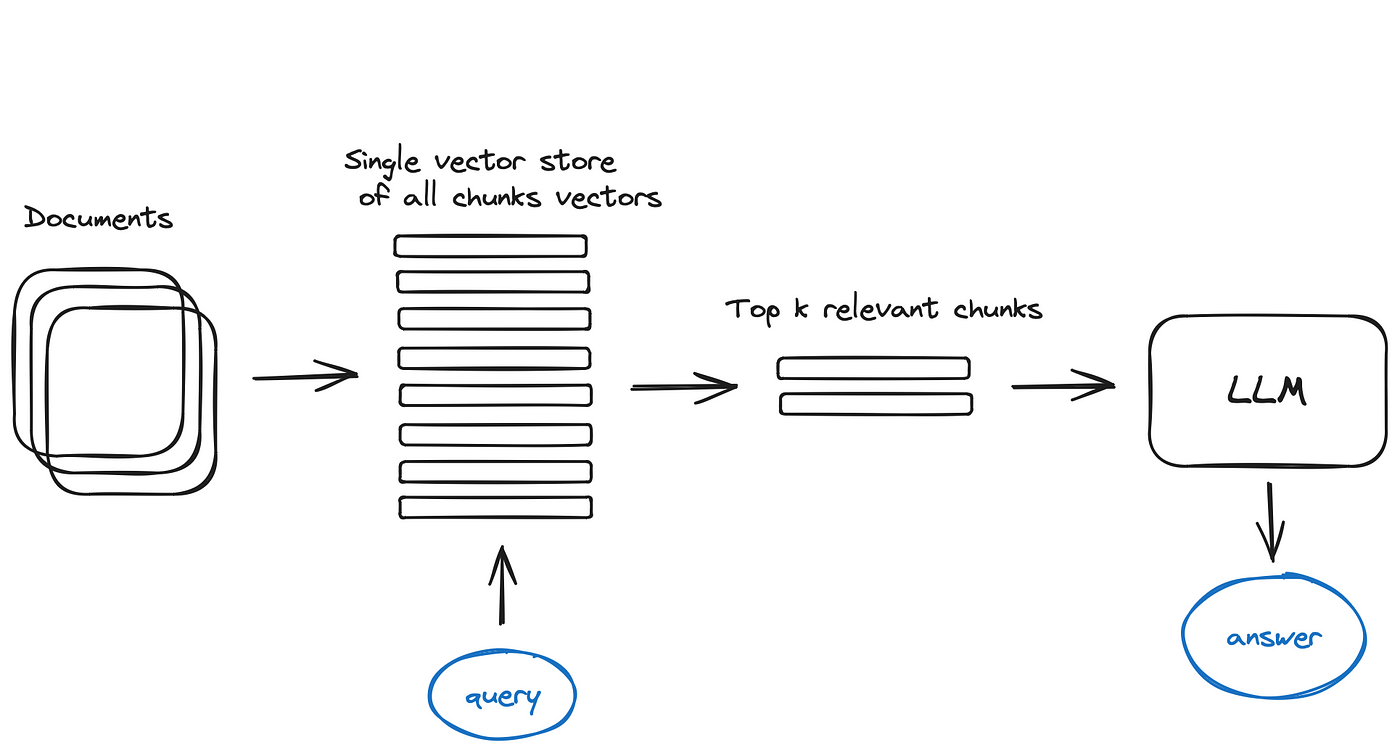 Single vector store
of all chunks vectors
Documents
Top k relevant chunks
LLM
answer
query